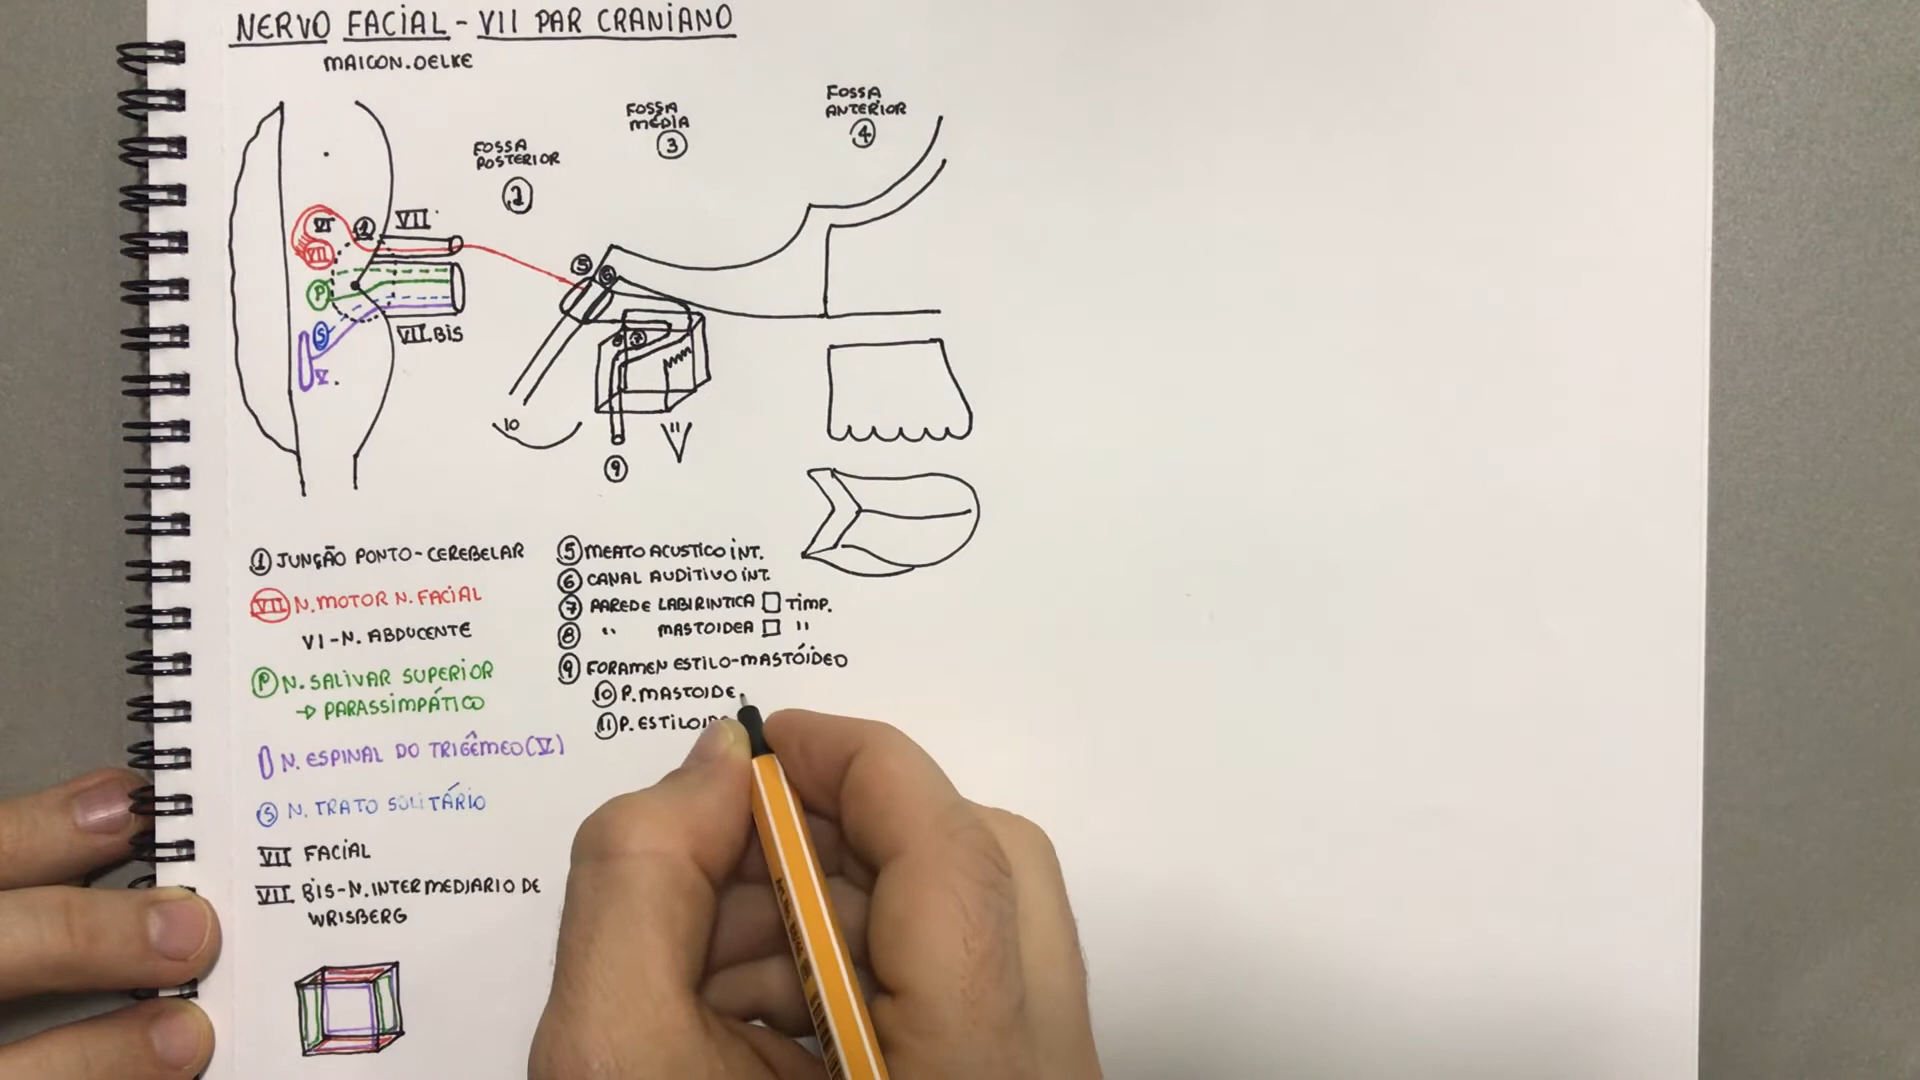 NERVO FACIAL - VII PAR CRANIANO
MAICON.OELKE
FOSSA
POSTERIOR
2
FOSSA
MÉDIA
3
FOSSA
ANTERIOR
4
VI
1
VII
VII
P
S
V
VII BIS
5
6
8
7
10
11
9
1 JUNÇÃO PONTO-CEREBELAR
VII N. MOTOR N. FACIAL
VI-N. ABDUCENTE
P N. SALIVAR SUPERIOR
→ PARASSIMPÁTICO
N. ESPINAL DO TRIGÊMEO (V)
S N. TRATO SOLITÁRIO
VII FACIAL
VII BIS-N. INTERMEDIARIO DE
WRISBERG
5 MEATO ACUSTICO INT.
6 CANAL AUDITIVO INT.
7 PAREDE LABIRINTICA □ TIMP.
8 " MASTOIDEA □ "
9 FORAMEN ESTILO-MASTÓIDEO
10 P. MASTOIDE
11 P. ESTILOID